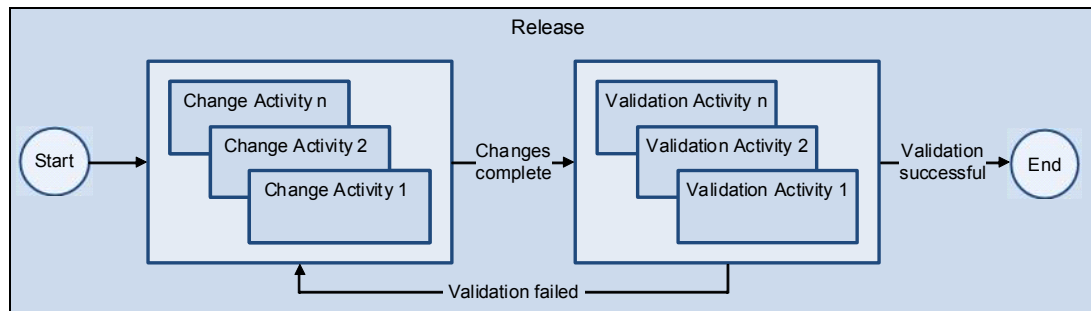 Release
Start
Change Activity n
Change Activity 2
Change Activity 1
Changes
complete
Validation Activity n
Validation Activity 2
Validation Activity 1
Validation
successful
End
Validation failed